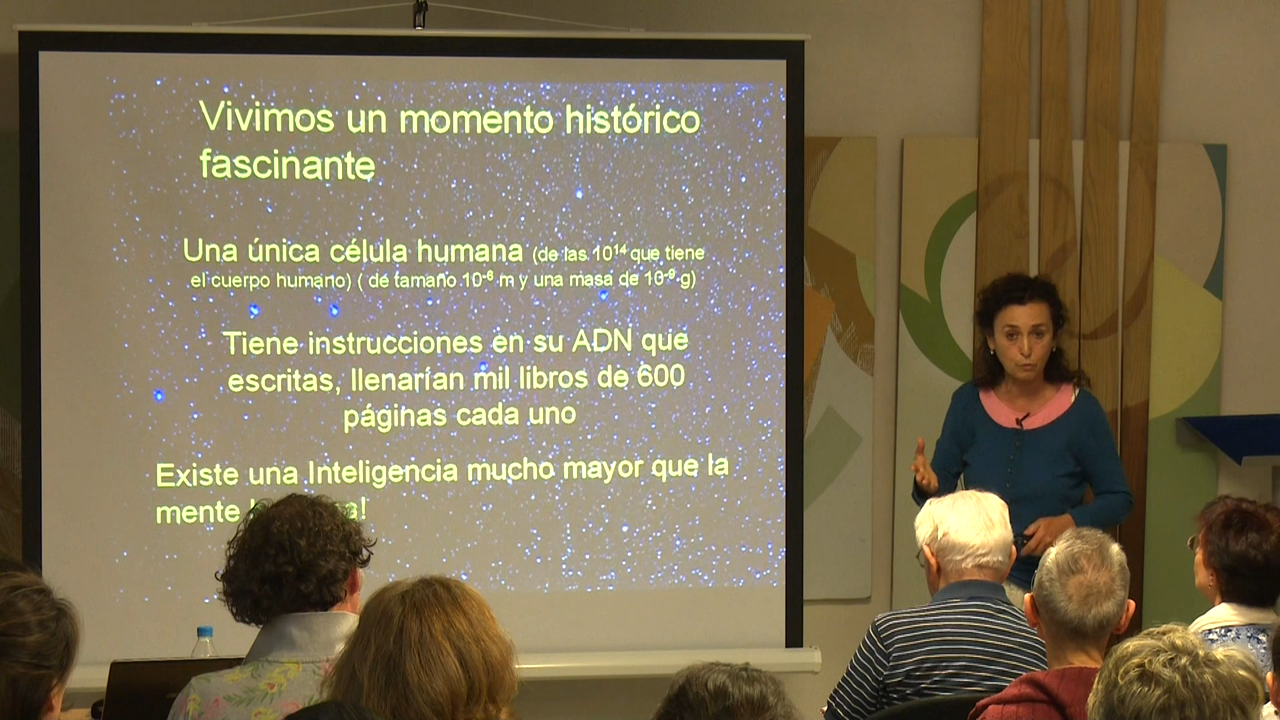 Vivimos un momento histórico
fascinante
Una única célula humana (de las 10¹⁴ que tiene
el cuerpo humano) ( de tamaño 10⁻⁶ m y una masa de 10⁻⁹ g)
Tiene instrucciones en su ADN que
escritas, llenarían mil libros de 600
páginas cada uno
Existe una Inteligencia mucho mayor que la
mente